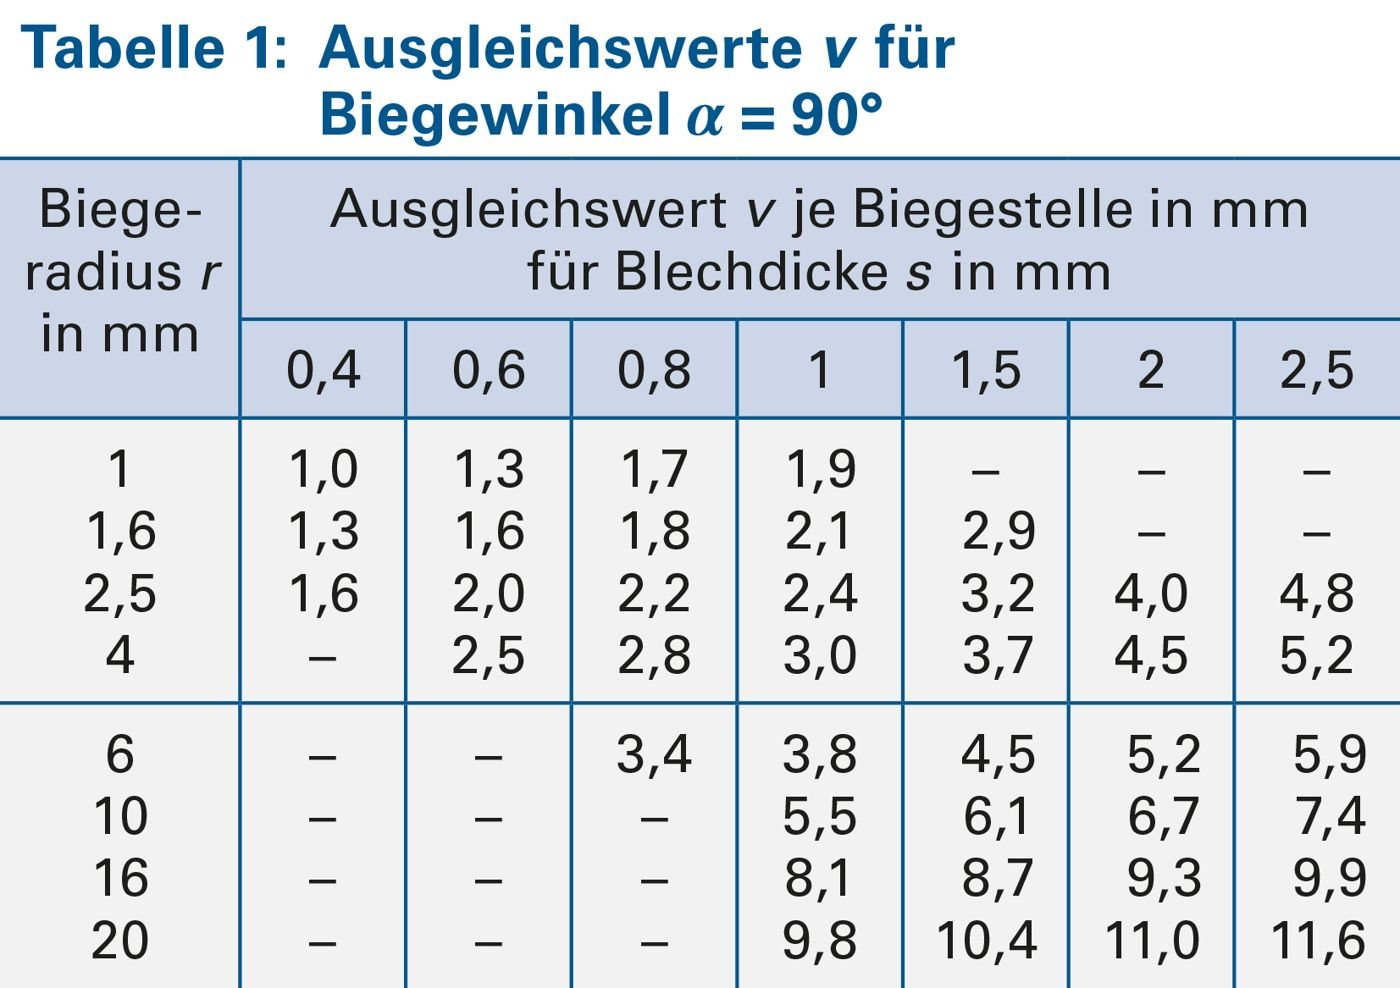 Tabelle 1: Ausgleichswerte v für
Biegewinkel α = 90°
Biege-
radius r
in mm
Ausgleichswert v je Biegestelle in mm
für Blechdicke s in mm
0,4 0,6 0,8 1 1,5 2 2,5
1 1,0 1,3 1,7 1,9 – – –
1,6 1,3 1,6 1,8 2,1 2,9 – –
2,5 1,6 2,0 2,2 2,4 3,2 4,0 4,8
4 – 2,5 2,8 3,0 3,7 4,5 5,2
6 – – 3,4 3,8 4,5 5,2 5,9
10 – – – 5,5 6,1 6,7 7,4
16 – – – 8,1 8,7 9,3 9,9
20 – – – 9,8 10,4 11,0 11,6